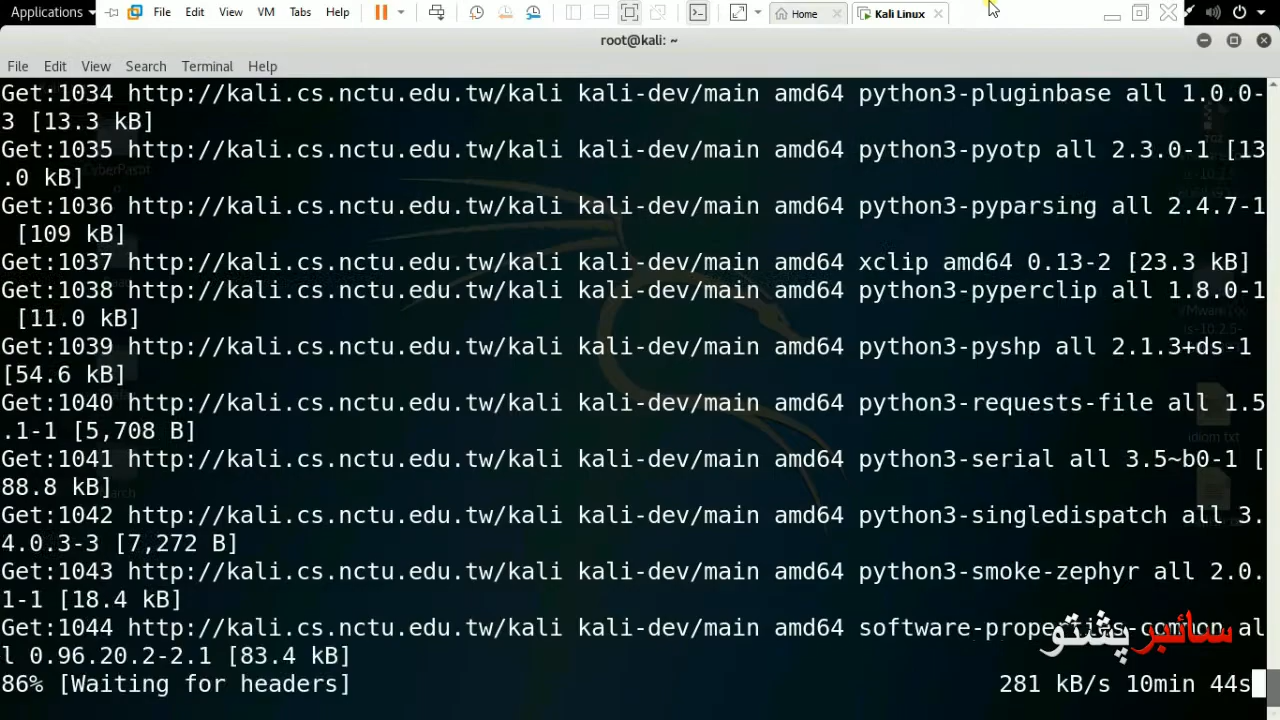 Applications
File Edit View VM Tabs Help
Home
Kali Linux
root@kali: ~
File Edit View Search Terminal Help
Get:1034 http://kali.cs.nctu.edu.tw/kali kali-dev/main amd64 python3-pluginbase all 1.0.0-
3 [13.3 kB]
Get:1035 http://kali.cs.nctu.edu.tw/kali kali-dev/main amd64 python3-pyotp all 2.3.0-1 [13
.0 kB]
Get:1036 http://kali.cs.nctu.edu.tw/kali kali-dev/main amd64 python3-pyparsing all 2.4.7-1
[109 kB]
Get:1037 http://kali.cs.nctu.edu.tw/kali kali-dev/main amd64 xclip amd64 0.13-2 [23.3 kB]
Get:1038 http://kali.cs.nctu.edu.tw/kali kali-dev/main amd64 python3-pyperclip all 1.8.0-1
[11.0 kB]
Get:1039 http://kali.cs.nctu.edu.tw/kali kali-dev/main amd64 python3-pyshp all 2.1.3+ds-1
[54.6 kB]
Get:1040 http://kali.cs.nctu.edu.tw/kali kali-dev/main amd64 python3-requests-file all 1.5
.1-1 [5,708 B]
Get:1041 http://kali.cs.nctu.edu.tw/kali kali-dev/main amd64 python3-serial all 3.5~b0-1 [
88.8 kB]
Get:1042 http://kali.cs.nctu.edu.tw/kali kali-dev/main amd64 python3-singledispatch all 3.
4.0.3-3 [7,272 B]
Get:1043 http://kali.cs.nctu.edu.tw/kali kali-dev/main amd64 python3-smoke-zephyr all 2.0.
1-1 [18.4 kB]
Get:1044 http://kali.cs.nctu.edu.tw/kali kali-dev/main amd64 software-properties-common al
l 0.96.20.2-2.1 [83.4 kB]
86% [Waiting for headers] 281 kB/s 10min 44s
سائبر پشتو
idiom txt